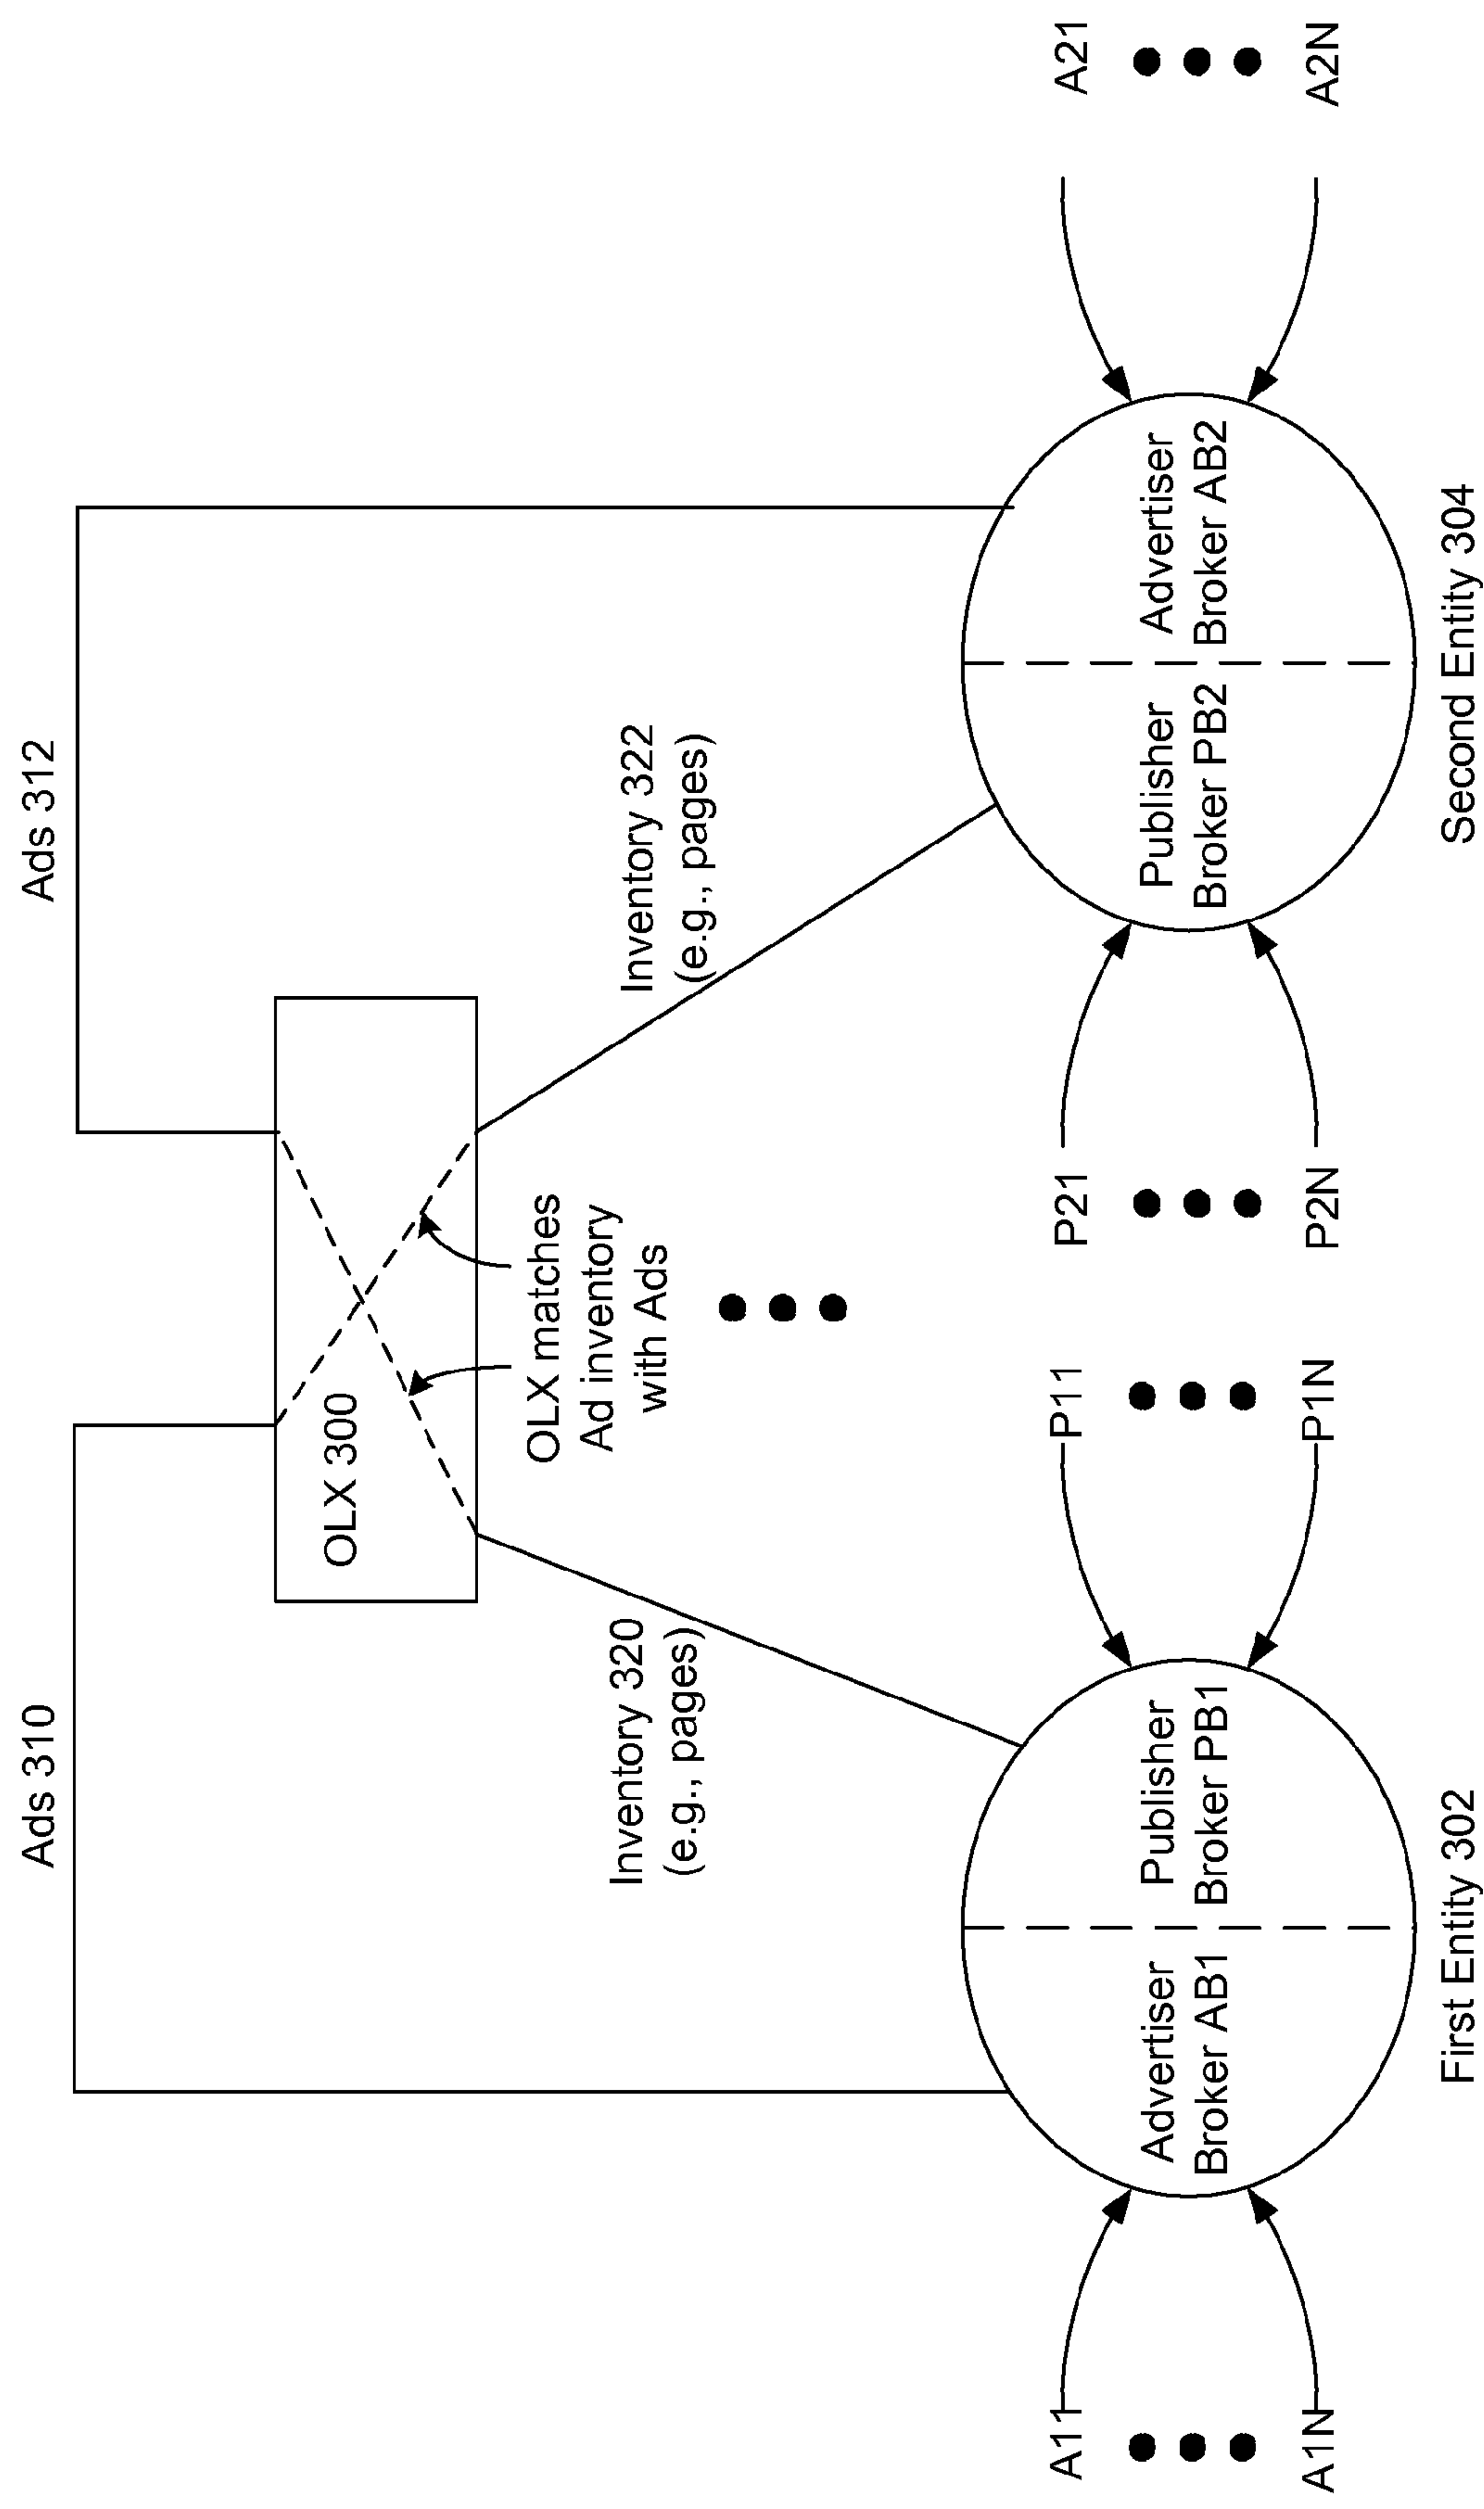 Ads 310
Ads 312
OLX 300
OLX matches
Ad inventory
with Ads
Inventory 320
(e.g., pages)
Inventory 322
(e.g., pages)
A11
A1N
Advertiser
Broker AB1
Publisher
Broker PB1
P11
P1N
P21
P2N
Publisher
Broker PB2
Advertiser
Broker AB2
A21
A2N
First Entity 302
Second Entity 304